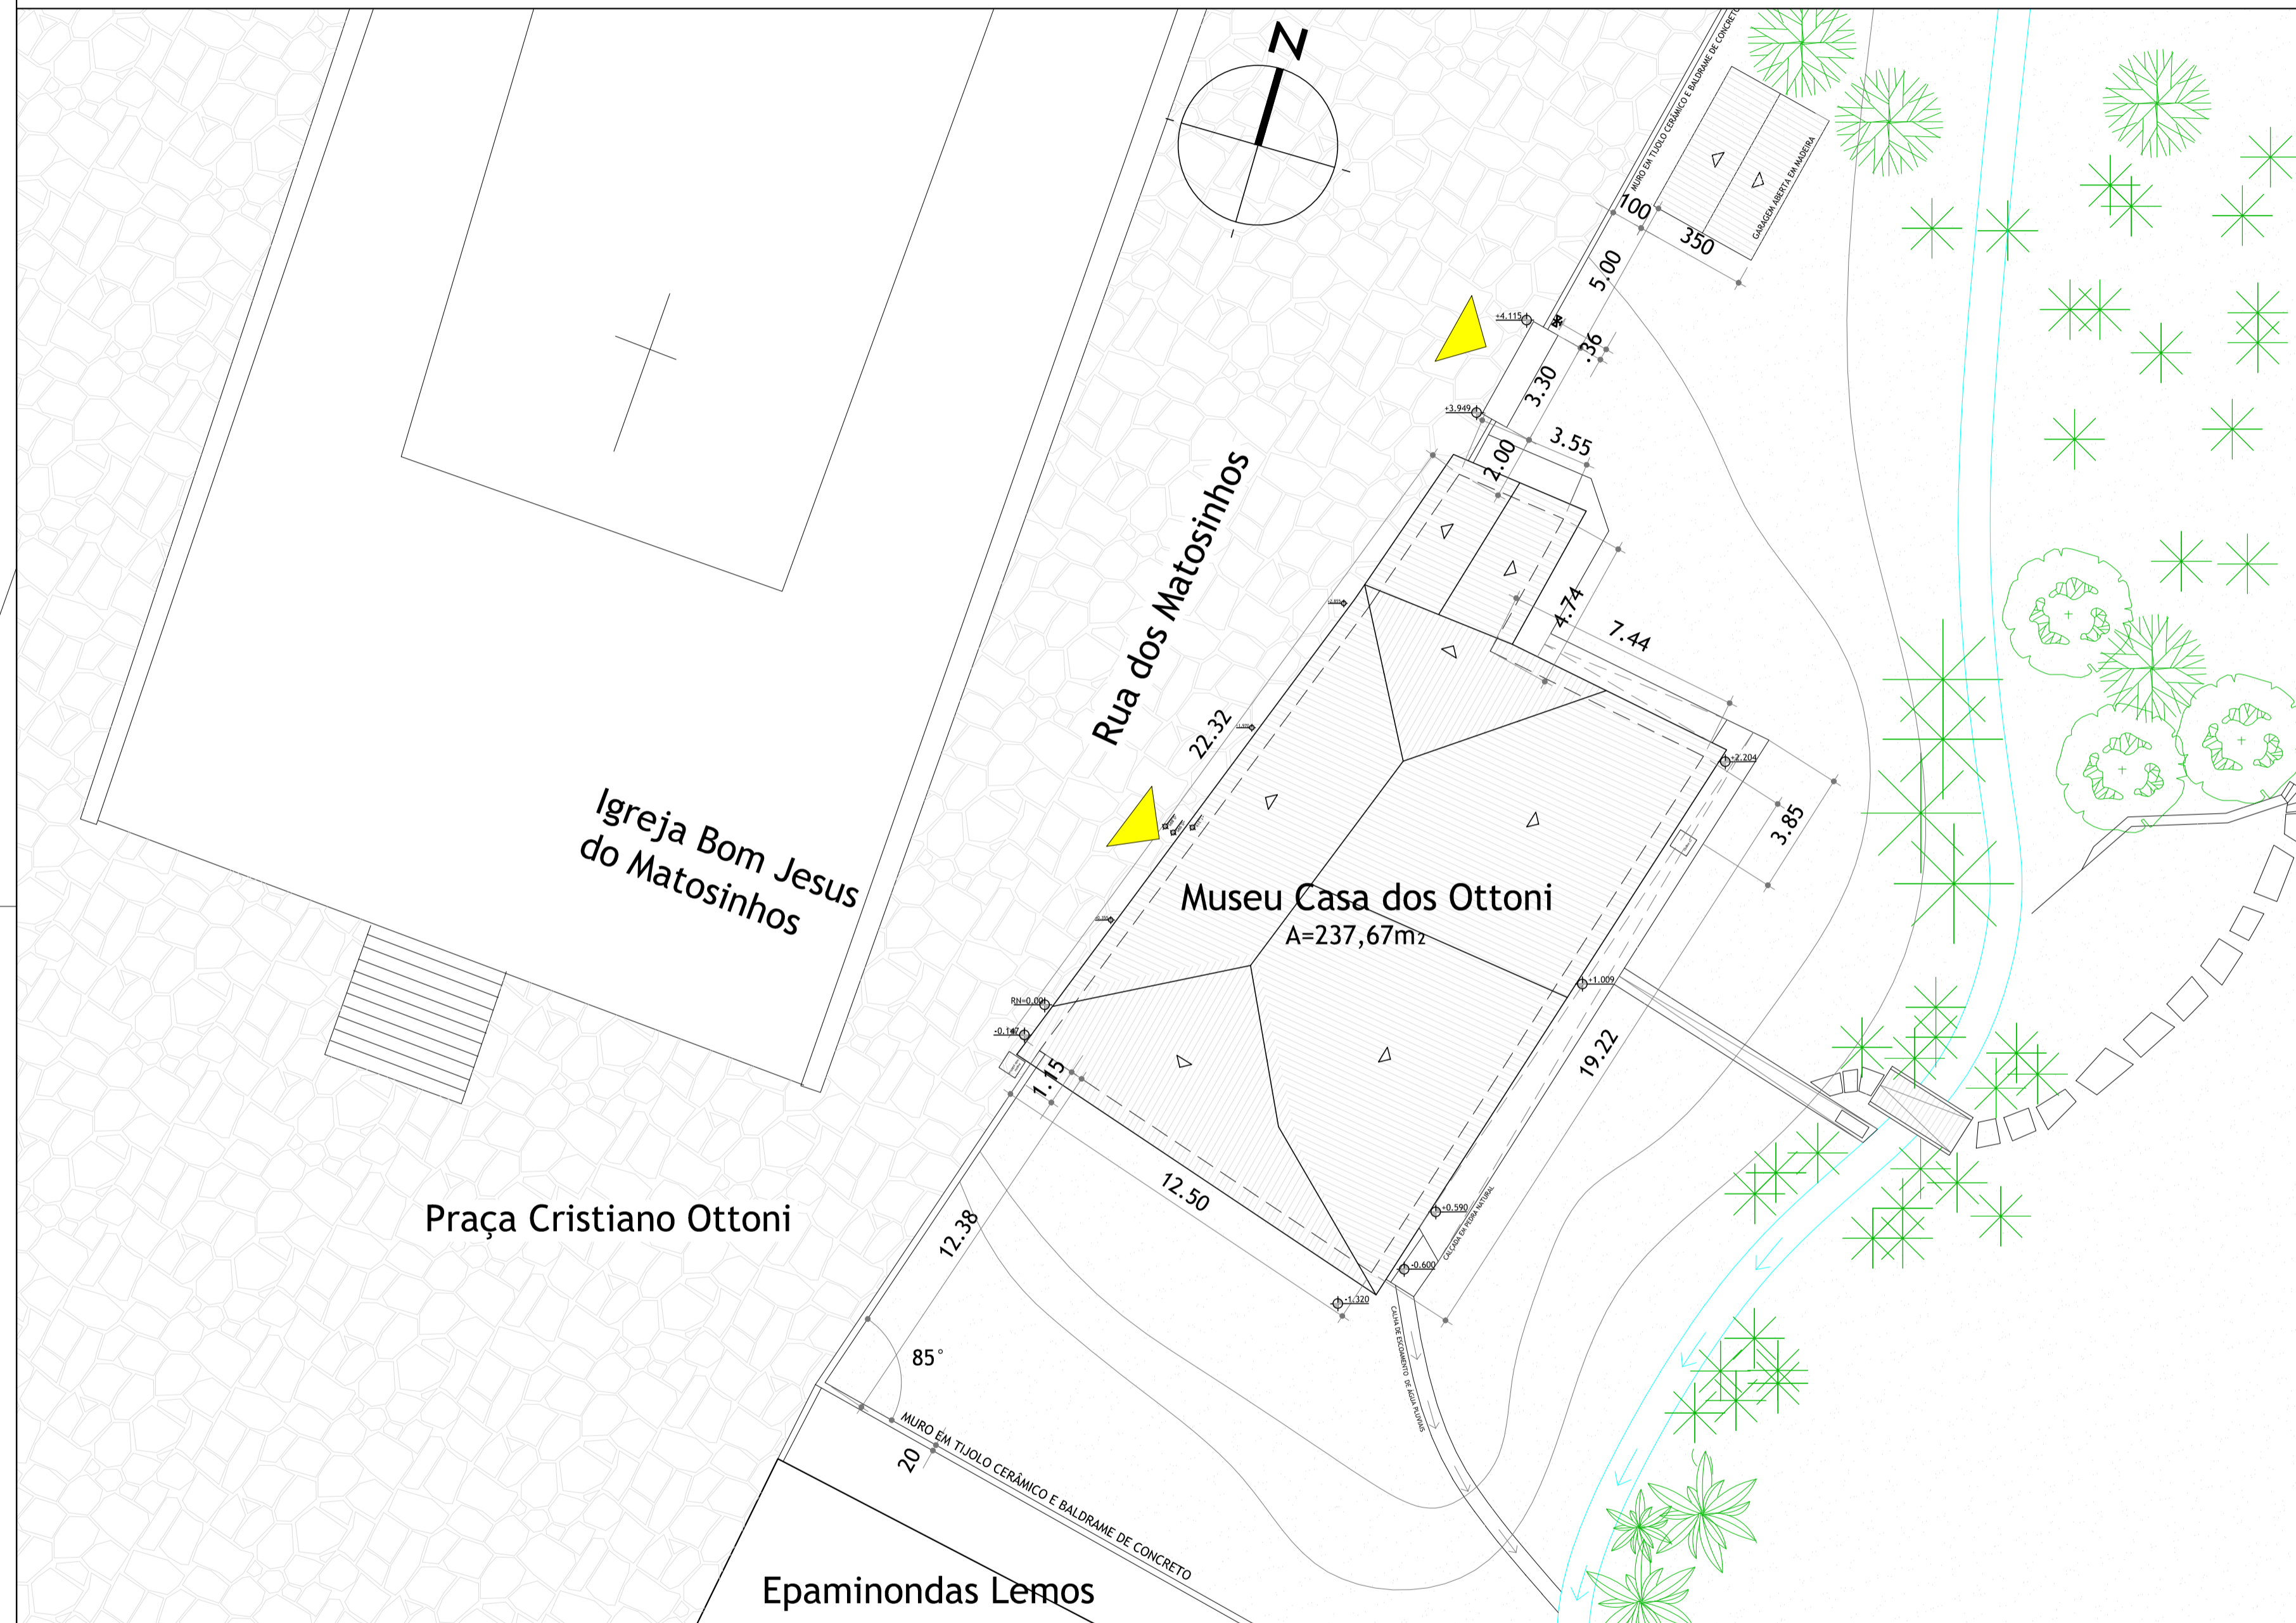 N
MURO EM TIJOLO CERÂMICO E BALDRAME DE CONCRETO
GARAGEM ABERTA EM MADEIRA
100
350
5.00
+4.115
.36
3.30
+3.949
3.55
2.00
Rua dos Matosinhos
4.74
7.44
22.32
+2.204
3.85
Igreja Bom Jesus
do Matosinhos
Museu Casa dos Ottoni
A=237,67m2
+1.009
RN=0.00
-0.147
1.15
19.22
12.50
Praça Cristiano Ottoni
12.38
+0.590
CALÇADA EM PEDRA NATURAL
-0.600
-1.320
CALHA DE ESCOAMENTO DE ÁGUA PLUVIAIS
85°
MURO EM TIJOLO CERÂMICO E BALDRAME DE CONCRETO
20
Epaminondas Lemos